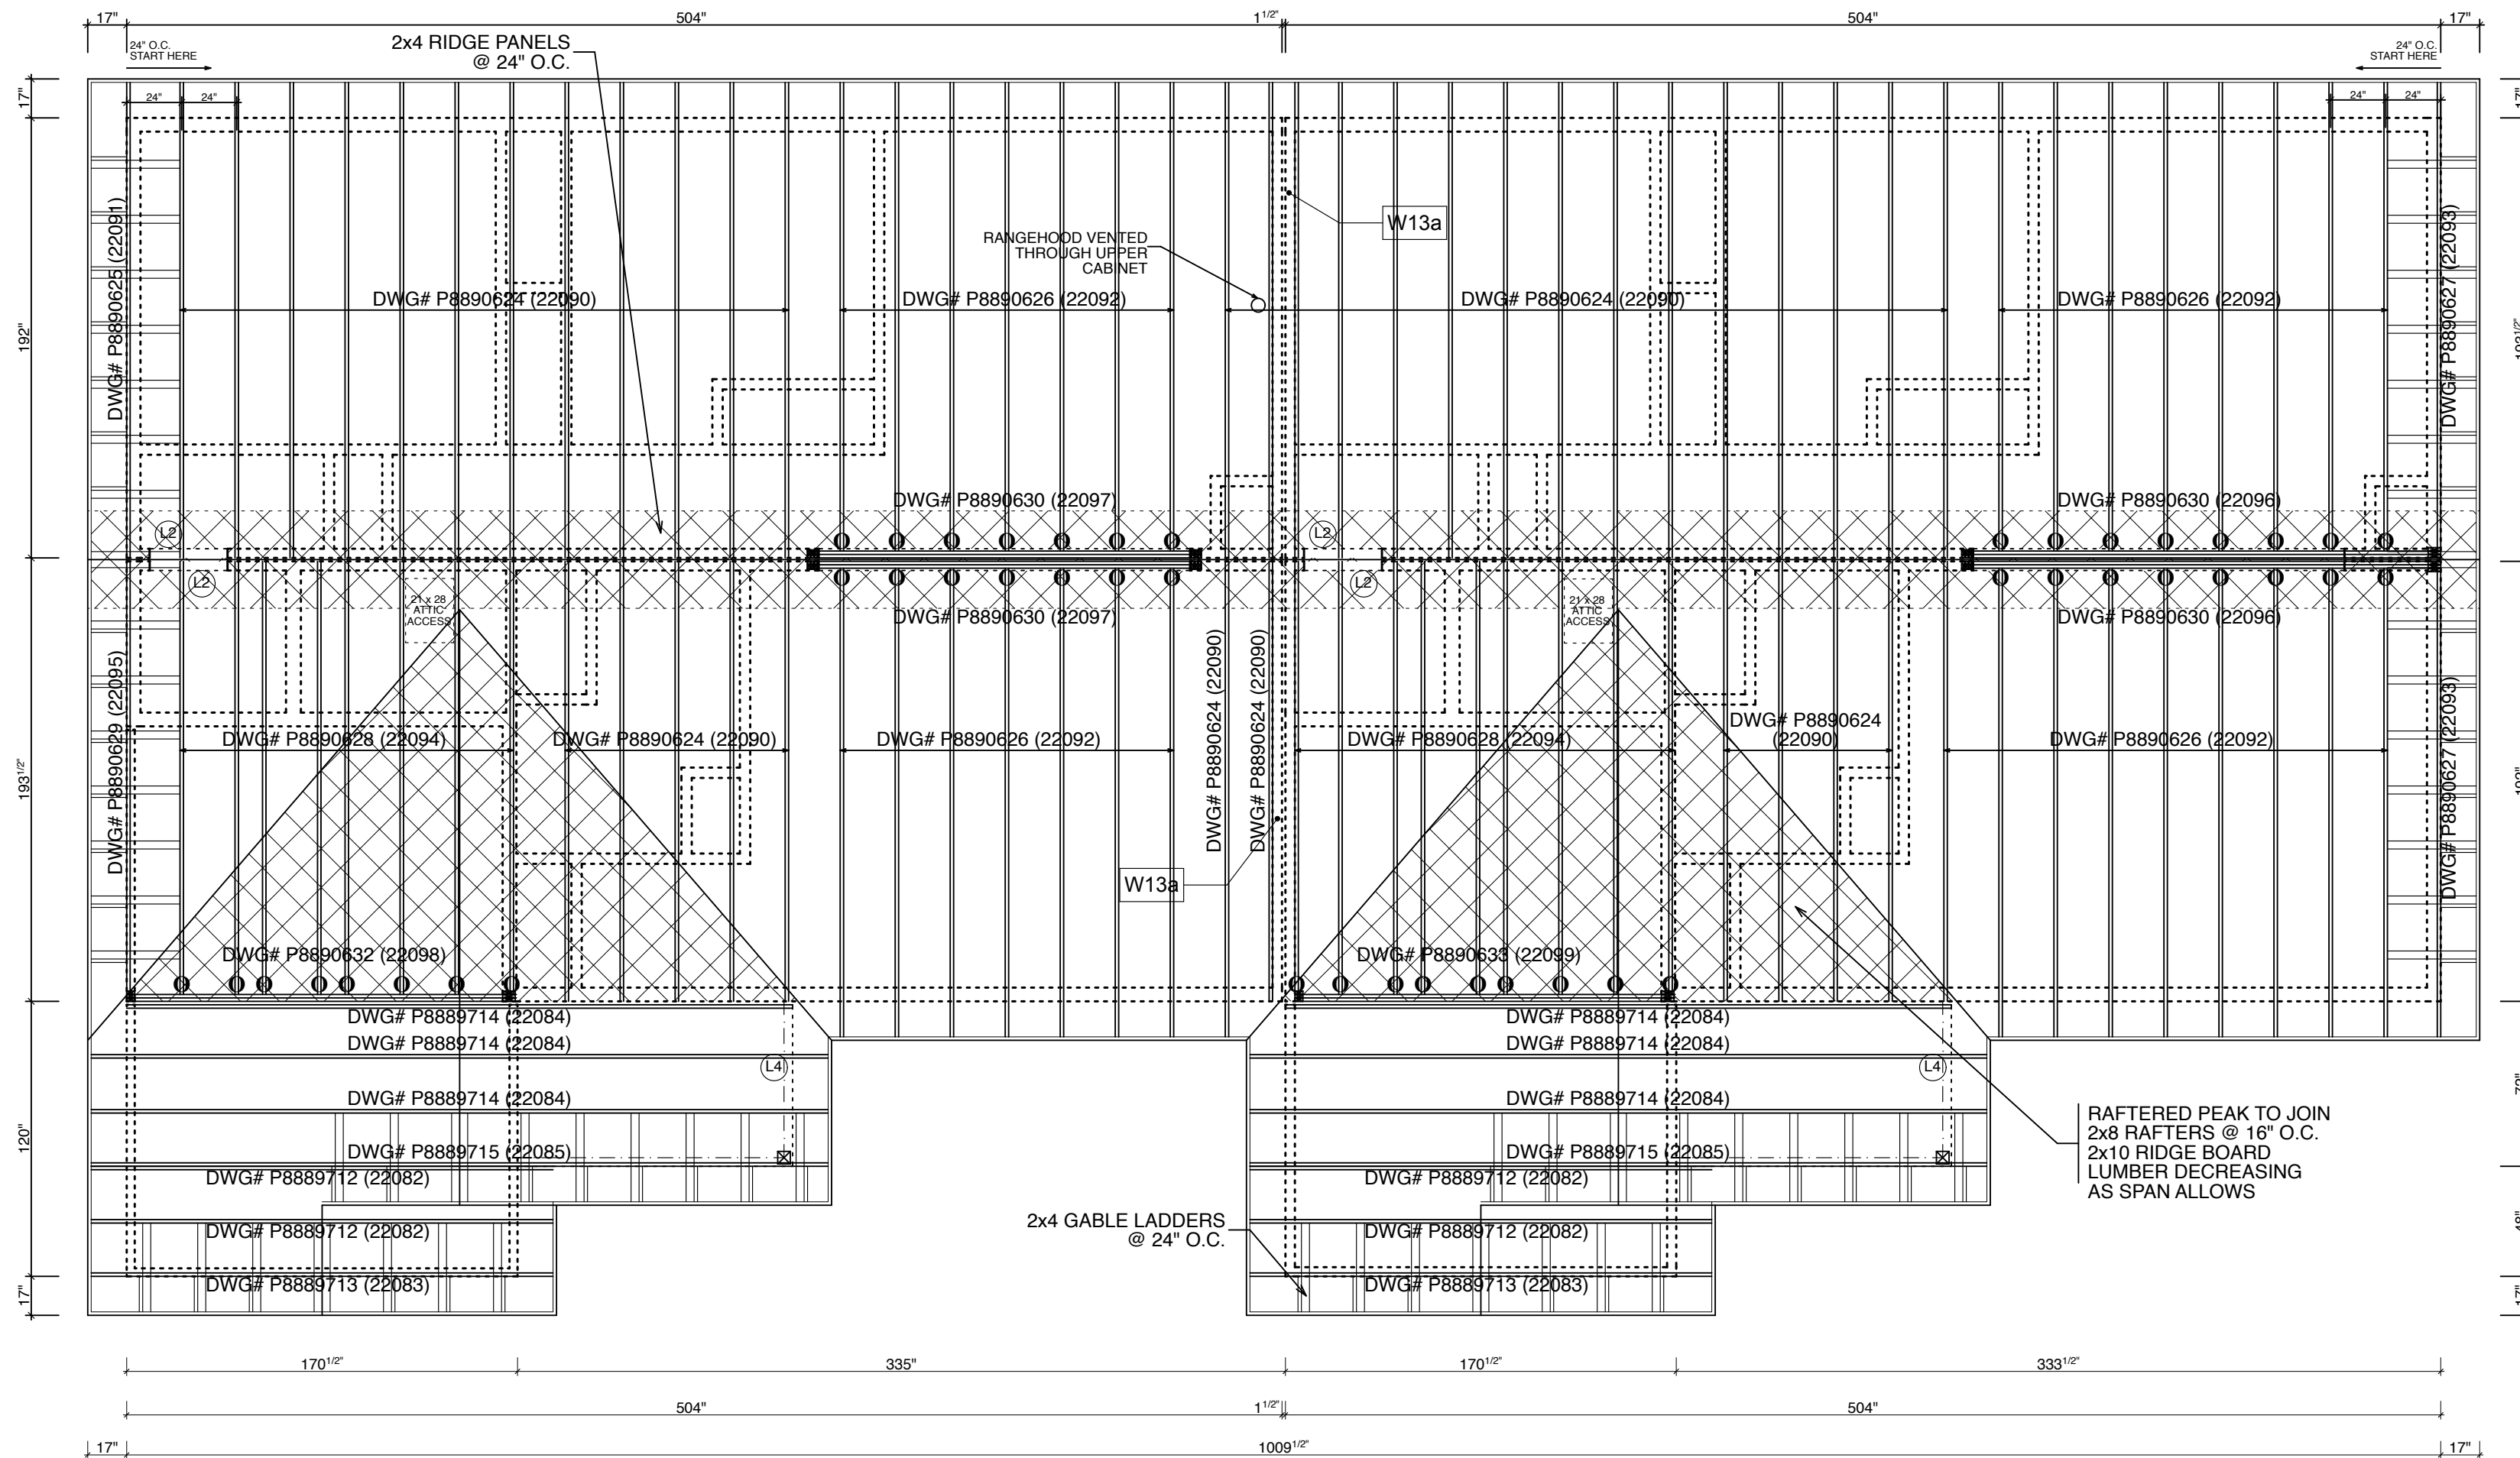 17"
504"
1 1/2"
504"
17"
24" O.C.
START HERE
2x4 RIDGE PANELS
@ 24" O.C.
24" O.C.
START HERE
17"
24"
24"
24"
24"
17"
192"
193 1/2"
DWG# P8890625 (22091)
W13a
RANGEHOOD VENTED
THROUGH UPPER
CABINET
DWG# P8890627 (22093)
DWG# P8890624 (22090)
DWG# P8890626 (22092)
DWG# P8890624 (22090)
DWG# P8890626 (22092)
DWG# P8890630 (22097)
DWG# P8890630 (22096)
L2
L2
L2
L2
21 x 28
ATTIC
ACCESS
21 x 28
ATTIC
ACCESS
DWG# P8890630 (22097)
DWG# P8890630 (22096)
DWG# P8890629 (22095)
DWG# P8890624 (22090)
DWG# P8890624 (22090)
DWG# P8890627 (22093)
193 1/2"
192"
DWG# P8890628 (22094)
DWG# P8890624 (22090)
DWG# P8890626 (22092)
DWG# P8890628 (22094)
DWG# P8890624
(22090)
DWG# P8890626 (22092)
W13a
DWG# P8890632 (22098)
DWG# P8890633 (22099)
DWG# P8889714 (22084)
DWG# P8889714 (22084)
DWG# P8889714 (22084)
DWG# P8889714 (22084)
L4
L4
72"
DWG# P8889714 (22084)
DWG# P8889714 (22084)
120"
RAFTERED PEAK TO JOIN
2x8 RAFTERS @ 16" O.C.
2x10 RIDGE BOARD
LUMBER DECREASING
AS SPAN ALLOWS
DWG# P8889715 (22085)
DWG# P8889715 (22085)
DWG# P8889712 (22082)
DWG# P8889712 (22082)
2x4 GABLE LADDERS
@ 24" O.C.
48"
DWG# P8889712 (22082)
DWG# P8889712 (22082)
DWG# P8889713 (22083)
DWG# P8889713 (22083)
17"
17"
170 1/2"
335"
170 1/2"
333 1/2"
504"
1 1/2"
504"
17"
1009 1/2"
17"